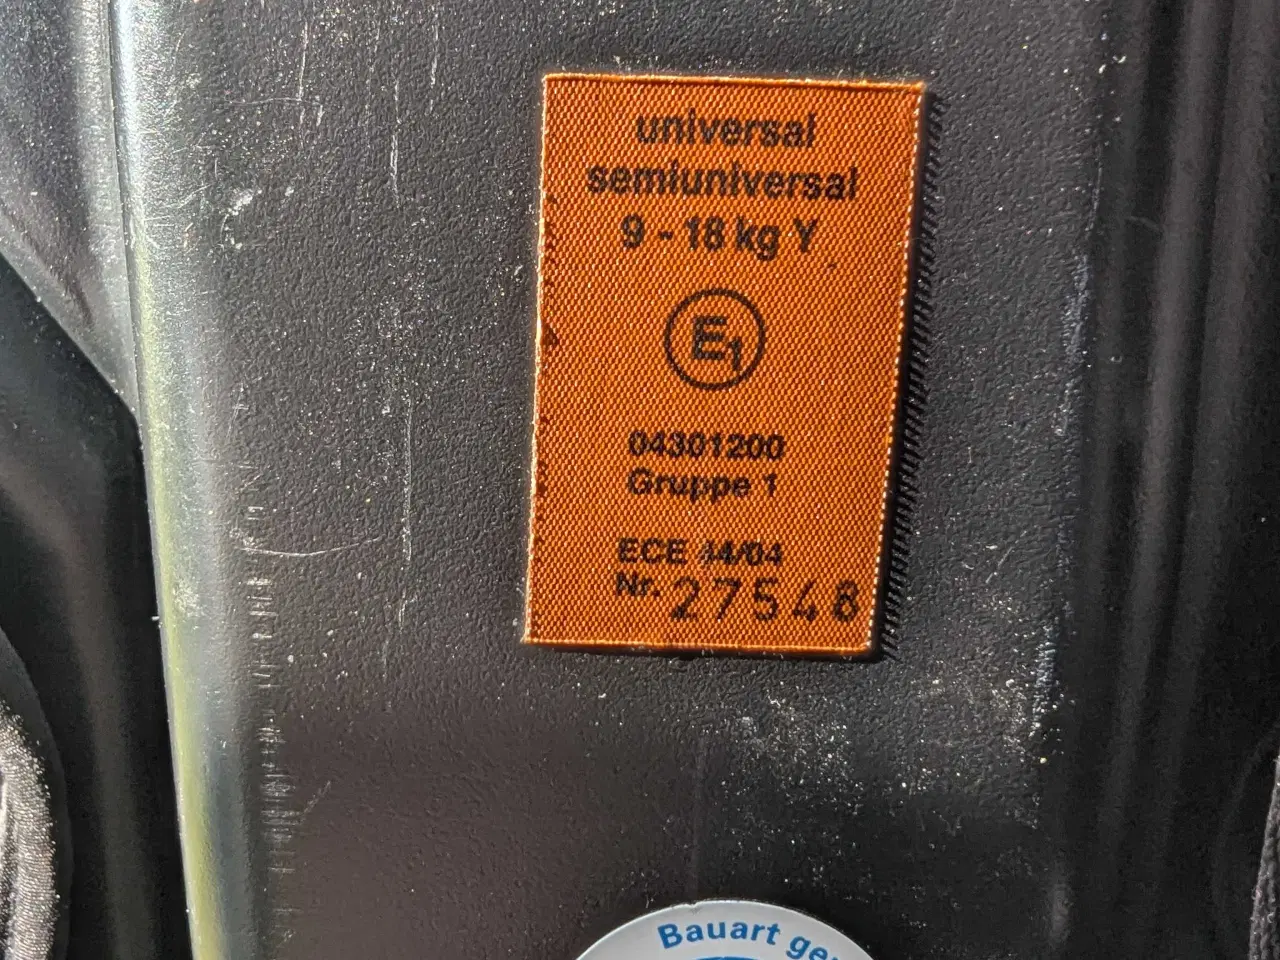 universal
semiuniversal
9 - 18 kg Y
E1
04301200
Gruppe 1
ECE 44/04
Nr. 27548
Bauart